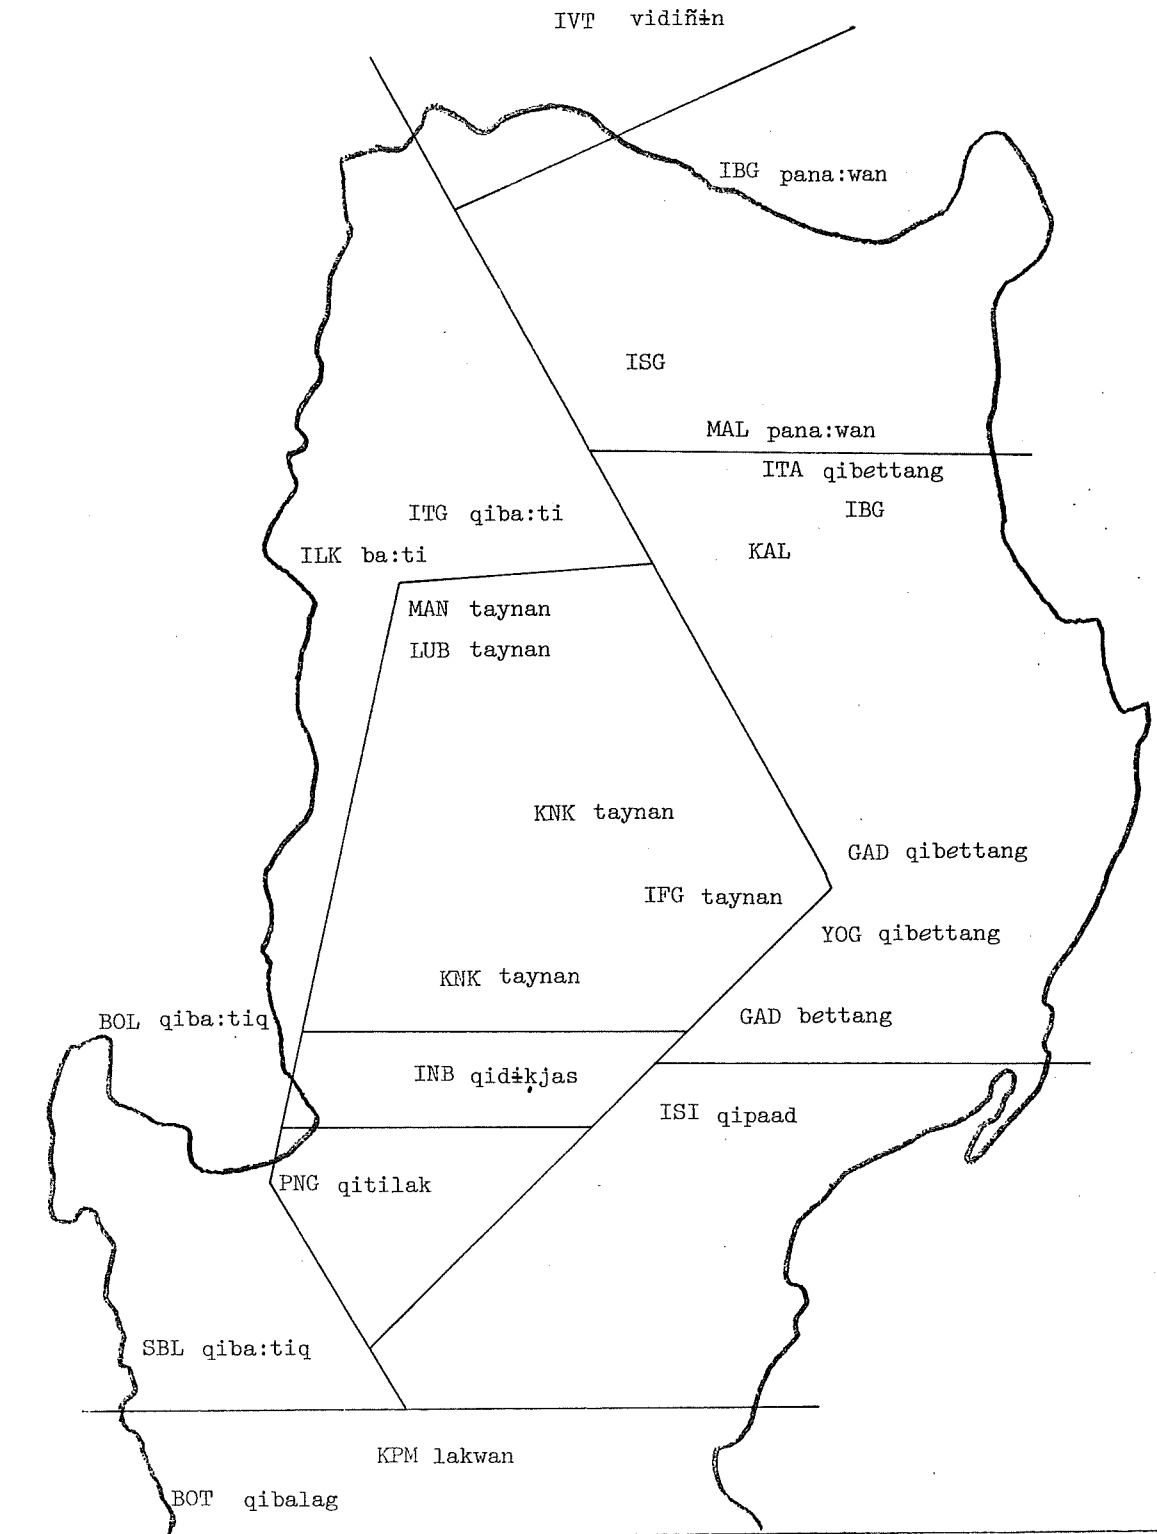 IVT vidiñɨn
IBG pana:wan
ISG
MAL pana:wan
ITA qibettang
IBG
ITG qiba:ti
KAL
ILK ba:ti
MAN taynan
LUB taynan
KNK taynan
GAD qibettang
IFG taynan
YOG qibettang
KNK taynan
GAD bettang
BOL qiba:tiq
INB qidɨḳjas
ISI qipaad
PNG qitilak
SBL qiba:tiq
KPM lakwan
BOT qibalag